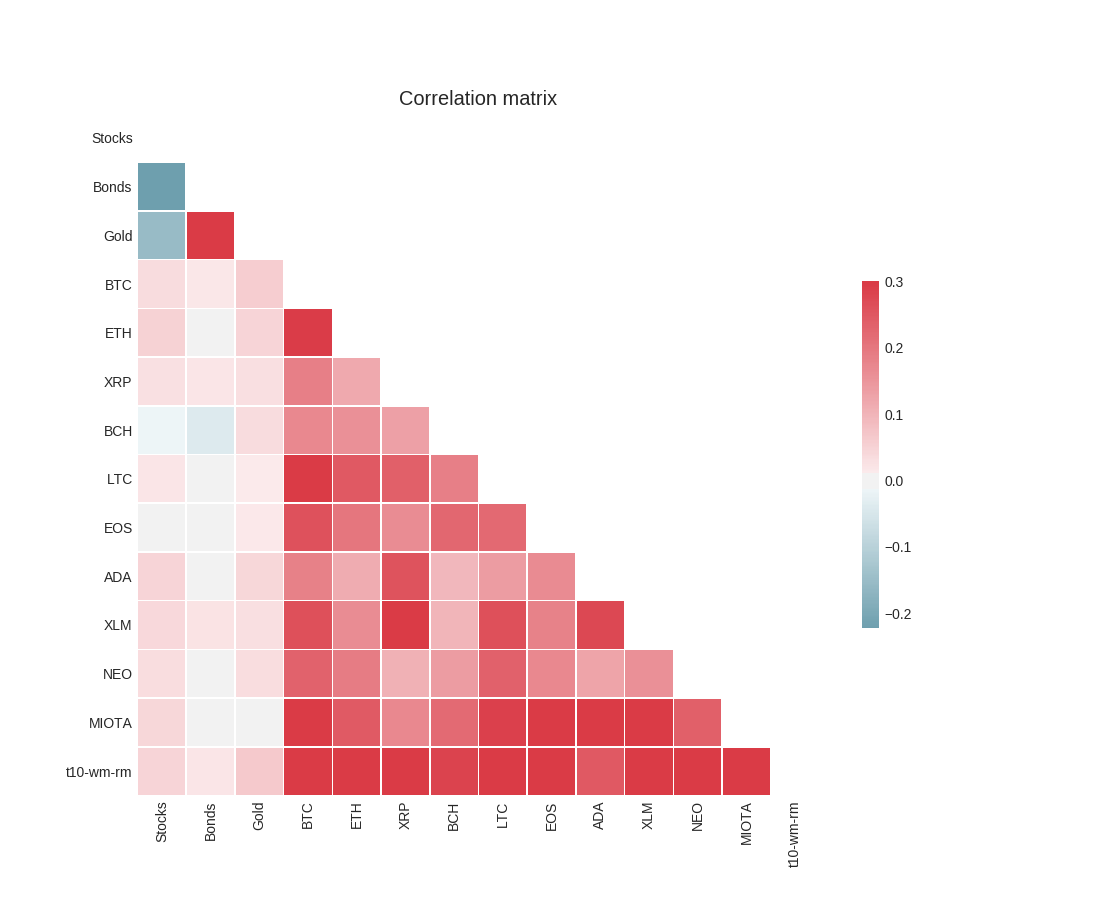 Correlation matrix
Stocks
Bonds
Gold
BTC
ETH
XRP
BCH
LTC
EOS
ADA
XLM
NEO
MIOTA
t10-wm-rm
Stocks
Bonds
Gold
BTC
ETH
XRP
BCH
LTC
EOS
ADA
XLM
NEO
MIOTA
t10-wm-rm
0.3
0.2
0.1
0.0
−0.1
−0.2